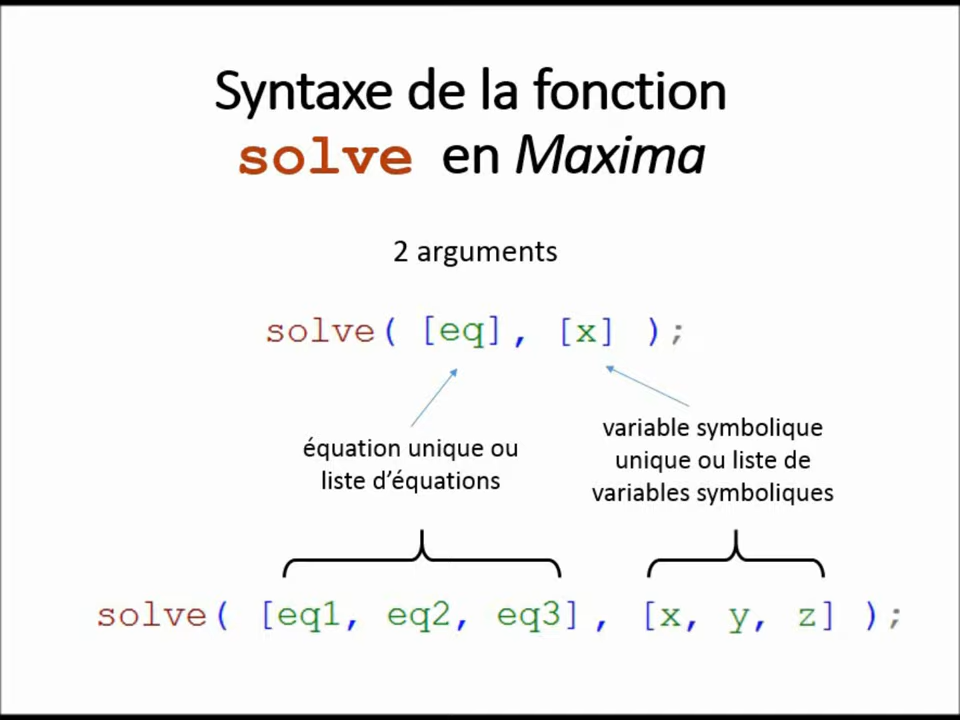 Syntaxe de la fonction
solve en Maxima
2 arguments
solve( [eq], [x] );
équation unique ou
liste d’équations
variable symbolique
unique ou liste de
variables symboliques
solve( [eq1, eq2, eq3], [x, y, z] );